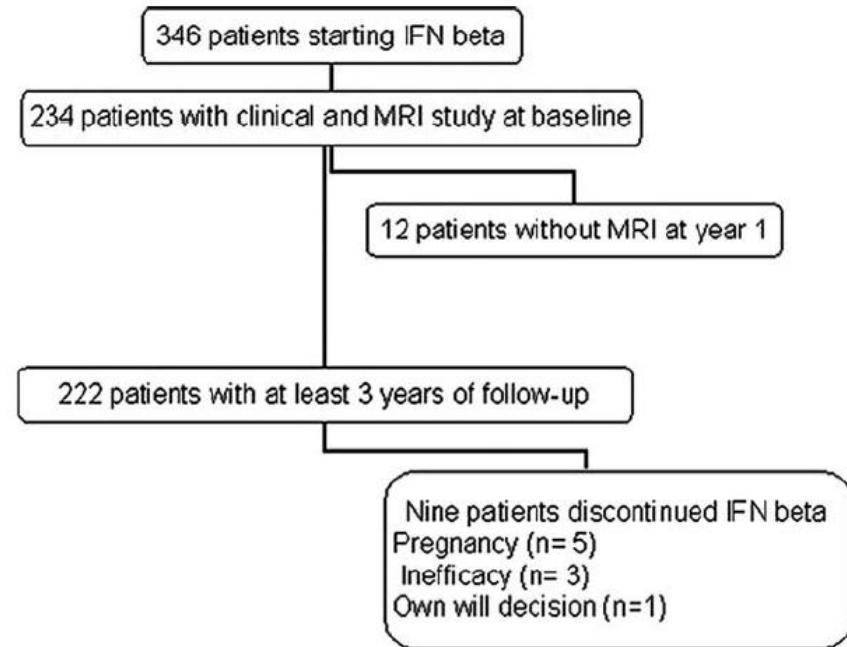 346 patients starting IFN beta
234 patients with clinical and MRI study at baseline
12 patients without MRI at year 1
222 patients with at least 3 years of follow-up
Nine patients discontinued IFN beta
Pregnancy (n= 5)
Inefficacy (n= 3)
Own will decision (n=1)